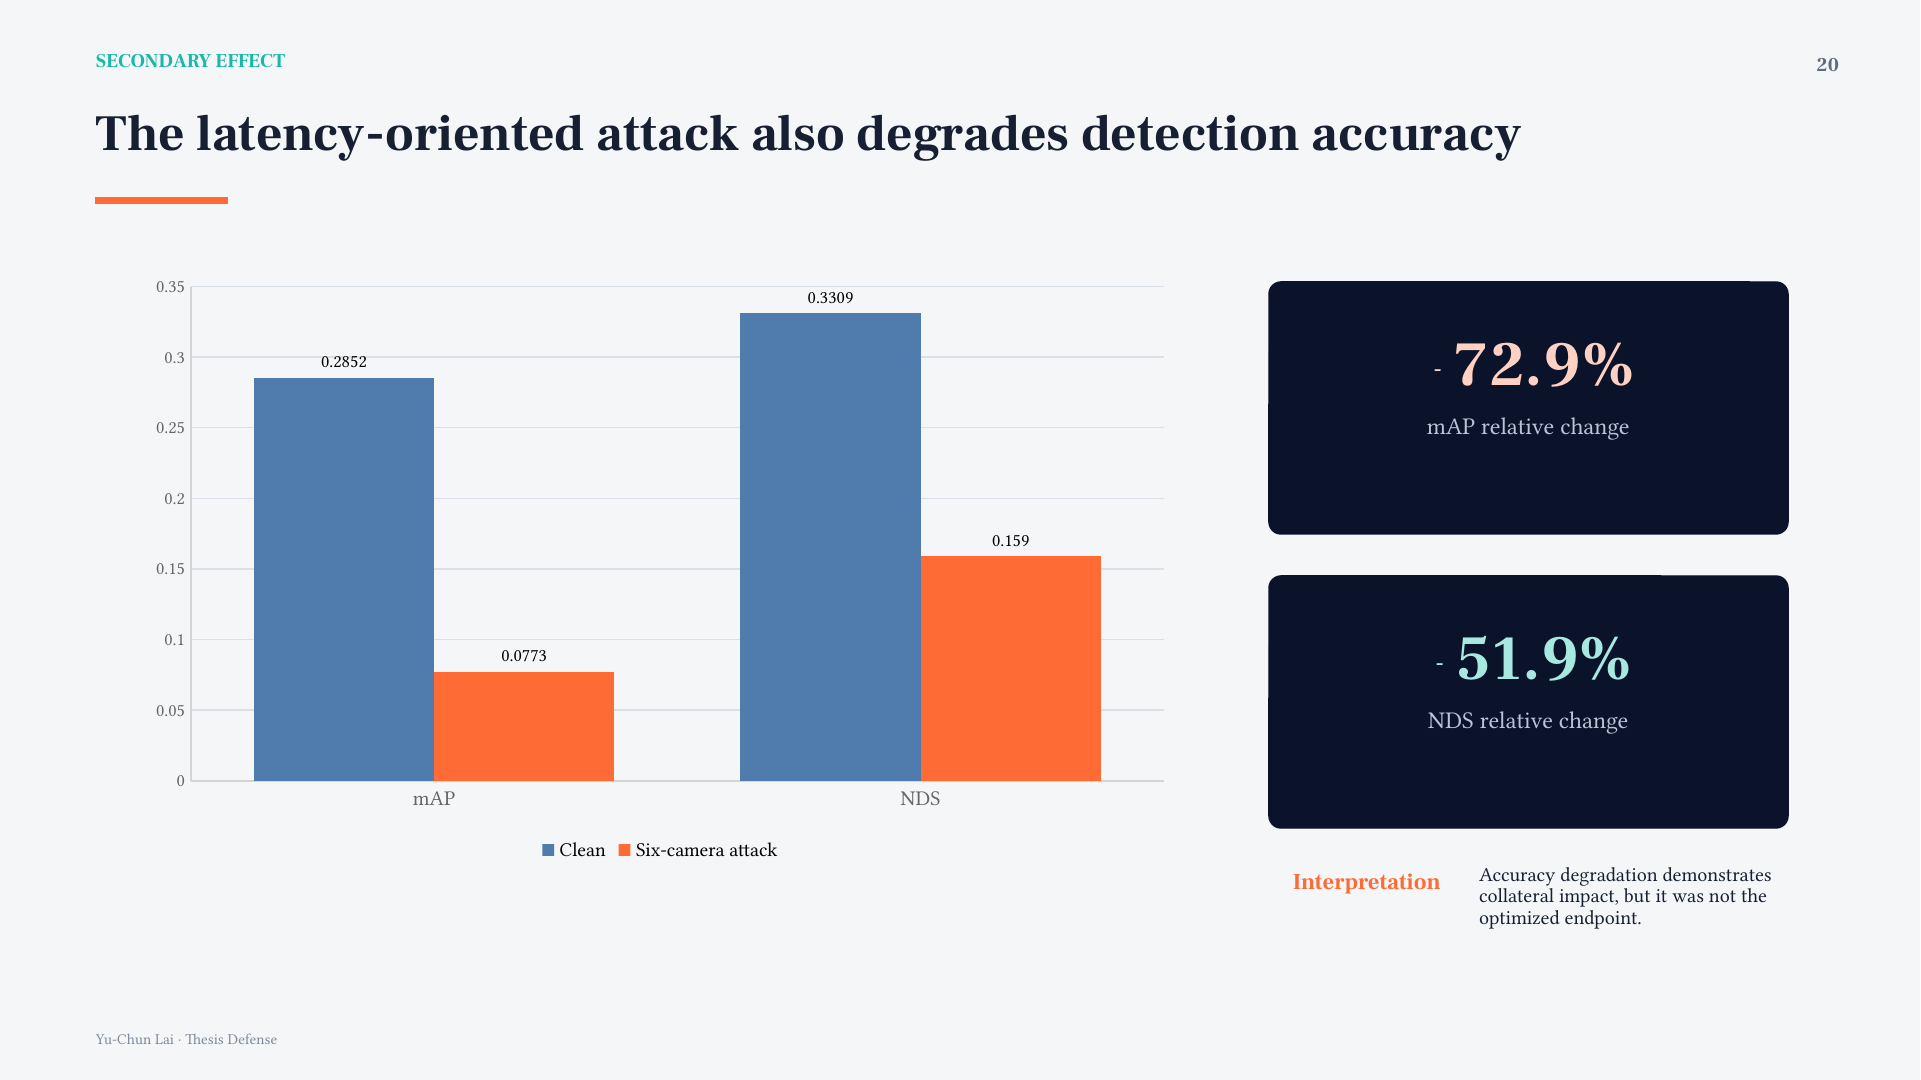 SECONDARY EFFECT
20
The latency-oriented attack also degrades detection accuracy
0.35
0.3
0.25
0.2
0.15
0.1
0.05
0
0.2852
0.0773
0.3309
0.159
mAP
NDS
Clean
Six-camera attack
- 72.9%
mAP relative change
- 51.9%
NDS relative change
Interpretation
Accuracy degradation demonstrates
collateral impact, but it was not the
optimized endpoint.
Yu-Chun Lai · Thesis Defense